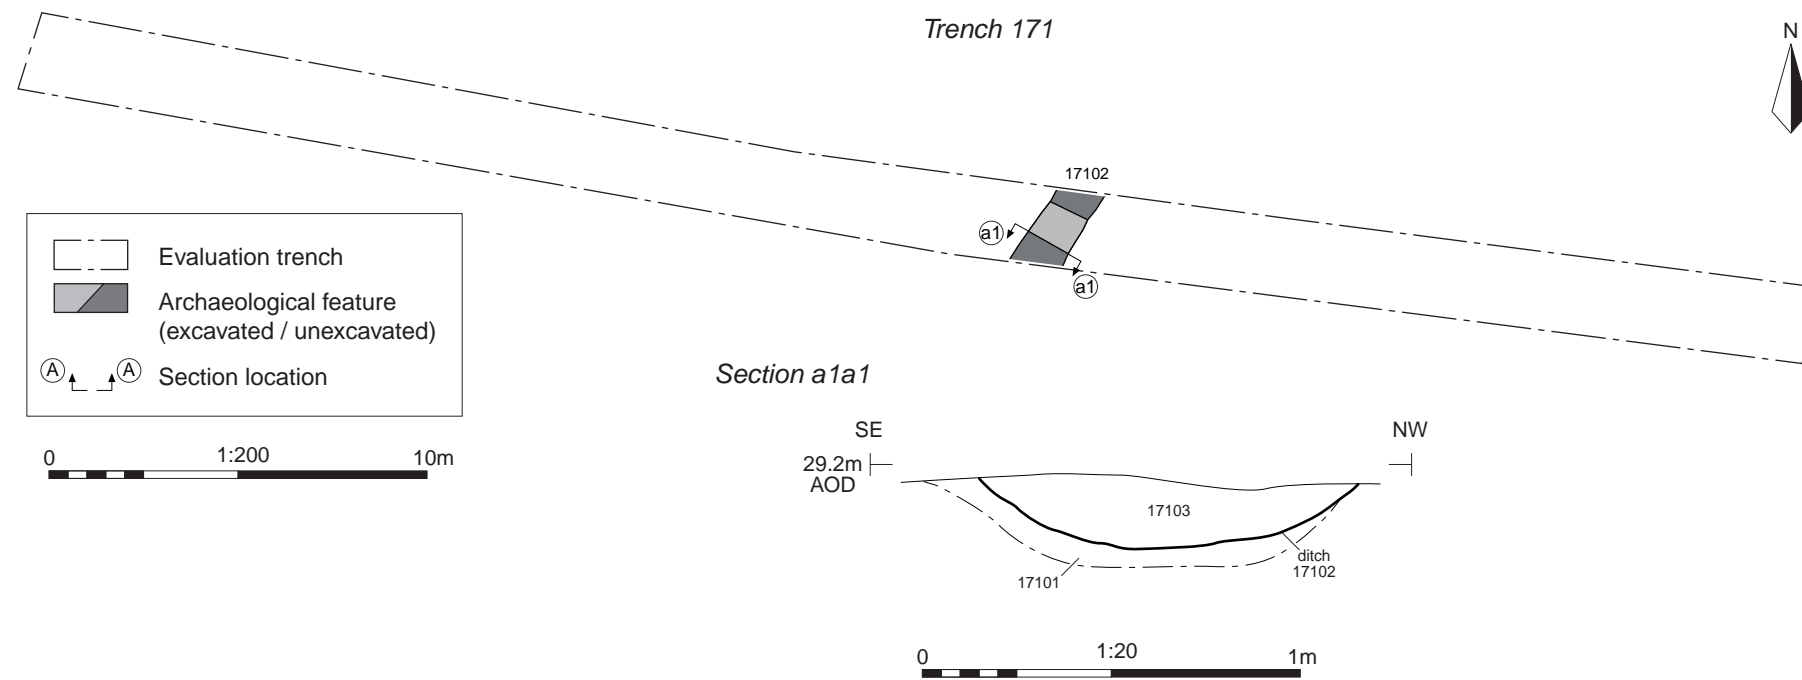 Trench 171
N
17102
a1
a1
Evaluation trench
Archaeological feature
(excavated / unexcavated)
A A Section location
0 1:200 10m
Section a1a1
SE NW
29.2m
AOD
17103
17101
ditch
17102
0 1:20 1m